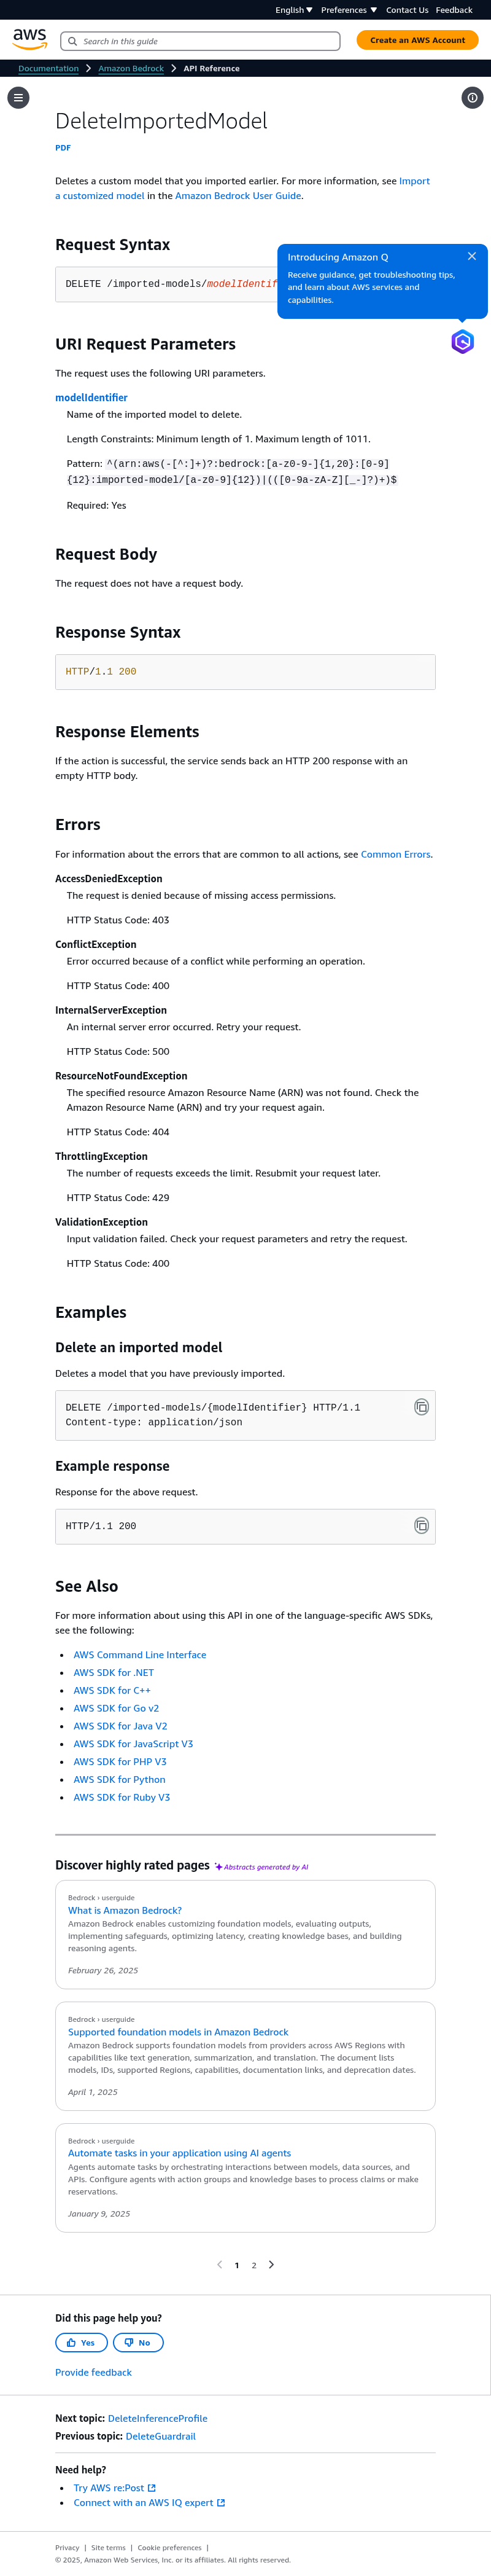 English Preferences Contact Us Feedback
aws
Search in this guide
Create an AWS Account
Documentation Amazon Bedrock API Reference
DeleteImportedModel
PDF
Deletes a custom model that you imported earlier. For more information, see Import
a customized model in the Amazon Bedrock User Guide.
Request Syntax
DELETE /imported-models/modelIdentif
Introducing Amazon Q
Receive guidance, get troubleshooting tips,
and learn about AWS services and
capabilities.
URI Request Parameters
The request uses the following URI parameters.
modelIdentifier
Name of the imported model to delete.
Length Constraints: Minimum length of 1. Maximum length of 1011.
Pattern: ^(arn:aws(-[^:]+)?:bedrock:[a-z0-9-]{1,20}:[0-9]
{12}:imported-model/[a-z0-9]{12})|(([0-9a-zA-Z][_-]?)+)$
Required: Yes
Request Body
The request does not have a request body.
Response Syntax
HTTP/1.1 200
Response Elements
If the action is successful, the service sends back an HTTP 200 response with an
empty HTTP body.
Errors
For information about the errors that are common to all actions, see Common Errors.
AccessDeniedException
The request is denied because of missing access permissions.
HTTP Status Code: 403
ConflictException
Error occurred because of a conflict while performing an operation.
HTTP Status Code: 400
InternalServerException
An internal server error occurred. Retry your request.
HTTP Status Code: 500
ResourceNotFoundException
The specified resource Amazon Resource Name (ARN) was not found. Check the
Amazon Resource Name (ARN) and try your request again.
HTTP Status Code: 404
ThrottlingException
The number of requests exceeds the limit. Resubmit your request later.
HTTP Status Code: 429
ValidationException
Input validation failed. Check your request parameters and retry the request.
HTTP Status Code: 400
Examples
Delete an imported model
Deletes a model that you have previously imported.
DELETE /imported-models/{modelIdentifier} HTTP/1.1
Content-type: application/json
Example response
Response for the above request.
HTTP/1.1 200
See Also
For more information about using this API in one of the language-specific AWS SDKs,
see the following:
• AWS Command Line Interface
• AWS SDK for .NET
• AWS SDK for C++
• AWS SDK for Go v2
• AWS SDK for Java V2
• AWS SDK for JavaScript V3
• AWS SDK for PHP V3
• AWS SDK for Python
• AWS SDK for Ruby V3
Discover highly rated pages Abstracts generated by AI
Bedrock › userguide
What is Amazon Bedrock?
Amazon Bedrock enables customizing foundation models, evaluating outputs,
implementing safeguards, optimizing latency, creating knowledge bases, and building
reasoning agents.
February 26, 2025
Bedrock › userguide
Supported foundation models in Amazon Bedrock
Amazon Bedrock supports foundation models from providers across AWS Regions with
capabilities like text generation, summarization, and translation. The document lists
models, IDs, supported Regions, capabilities, documentation links, and deprecation dates.
April 1, 2025
Bedrock › userguide
Automate tasks in your application using AI agents
Agents automate tasks by orchestrating interactions between models, data sources, and
APIs. Configure agents with action groups and knowledge bases to process claims or make
reservations.
January 9, 2025
1 2
Did this page help you?
Yes No
Provide feedback
Next topic: DeleteInferenceProfile
Previous topic: DeleteGuardrail
Need help?
• Try AWS re:Post
• Connect with an AWS IQ expert
Privacy | Site terms | Cookie preferences |
© 2025, Amazon Web Services, Inc. or its affiliates. All rights reserved.